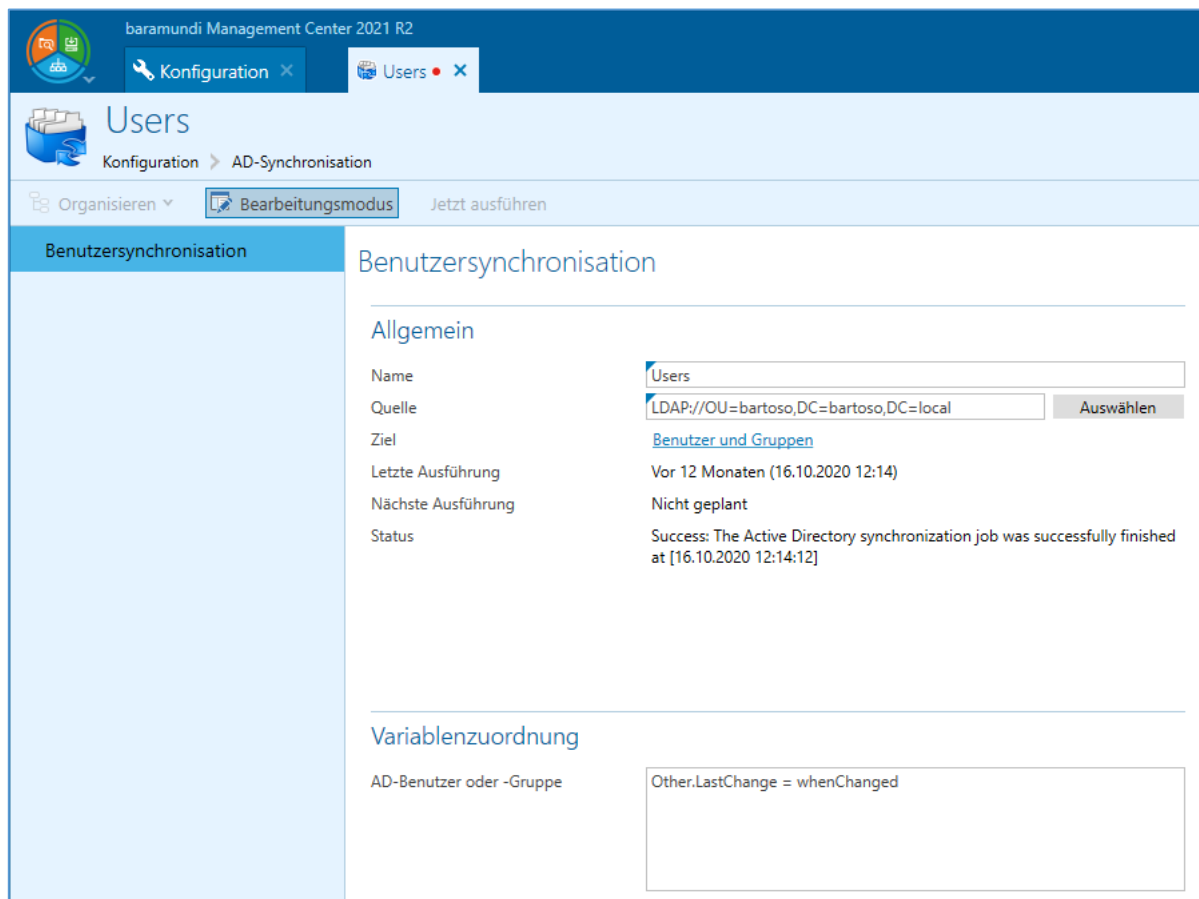 baramundi Management Center 2021 R2
Konfiguration
Users
Users
Konfiguration > AD-Synchronisation
Organisieren Bearbeitungsmodus Jetzt ausführen
Benutzersynchronisation
Benutzersynchronisation
Allgemein
Name Users
Quelle LDAP://OU=bartoso,DC=bartoso,DC=local Auswählen
Ziel Benutzer und Gruppen
Letzte Ausführung Vor 12 Monaten (16.10.2020 12:14)
Nächste Ausführung Nicht geplant
Status Success: The Active Directory synchronization job was successfully finished
at [16.10.2020 12:14:12]
Variablenzuordnung
AD-Benutzer oder -Gruppe Other.LastChange = whenChanged